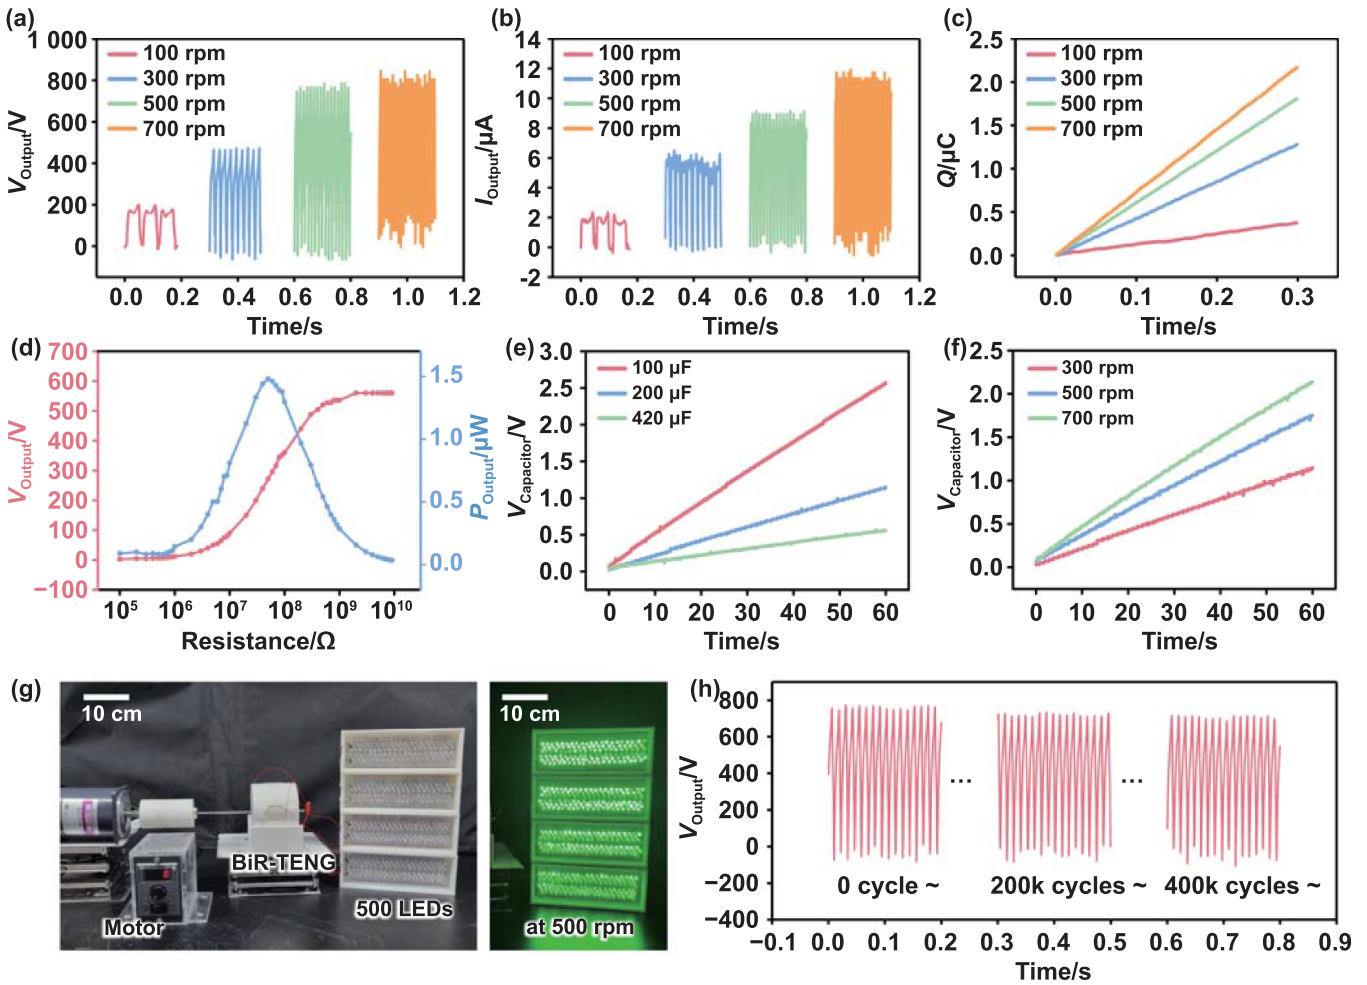 (a)
1 000
800
600
400
200
0
V Output/V
100 rpm
300 rpm
500 rpm
700 rpm
0.0 0.2 0.4 0.6 0.8 1.0 1.2
Time/s
(b)
14
12
10
8
6
4
2
0
−2
I Output/μA
100 rpm
300 rpm
500 rpm
700 rpm
0.0 0.2 0.4 0.6 0.8 1.0 1.2
Time/s
(c)
2.5
2.0
1.5
1.0
0.5
0.0
Q/μC
100 rpm
300 rpm
500 rpm
700 rpm
0.0 0.1 0.2 0.3
Time/s
(d)
700
600
500
400
300
200
100
0
−100
V Output/V
1.5
1.0
0.5
0.0
P Output/μW
10⁵ 10⁶ 10⁷ 10⁸ 10⁹ 10¹⁰
Resistance/Ω
(e)
3.0
2.5
2.0
1.5
1.0
0.5
0.0
V Capacitor/V
100 μF
200 μF
420 μF
0 10 20 30 40 50 60
Time/s
(f)
2.5
2.0
1.5
1.0
0.5
0.0
V Capacitor/V
300 rpm
500 rpm
700 rpm
0 10 20 30 40 50 60
Time/s
(g)
10 cm
BiR-TENG
500 LEDs
Motor
10 cm
at 500 rpm
(h)
800
600
400
200
0
−200
−400
V Output/V
... ...
0 cycle ~ 200k cycles ~ 400k cycles ~
−0.1 0.0 0.1 0.2 0.3 0.4 0.5 0.6 0.7 0.8 0.9
Time/s